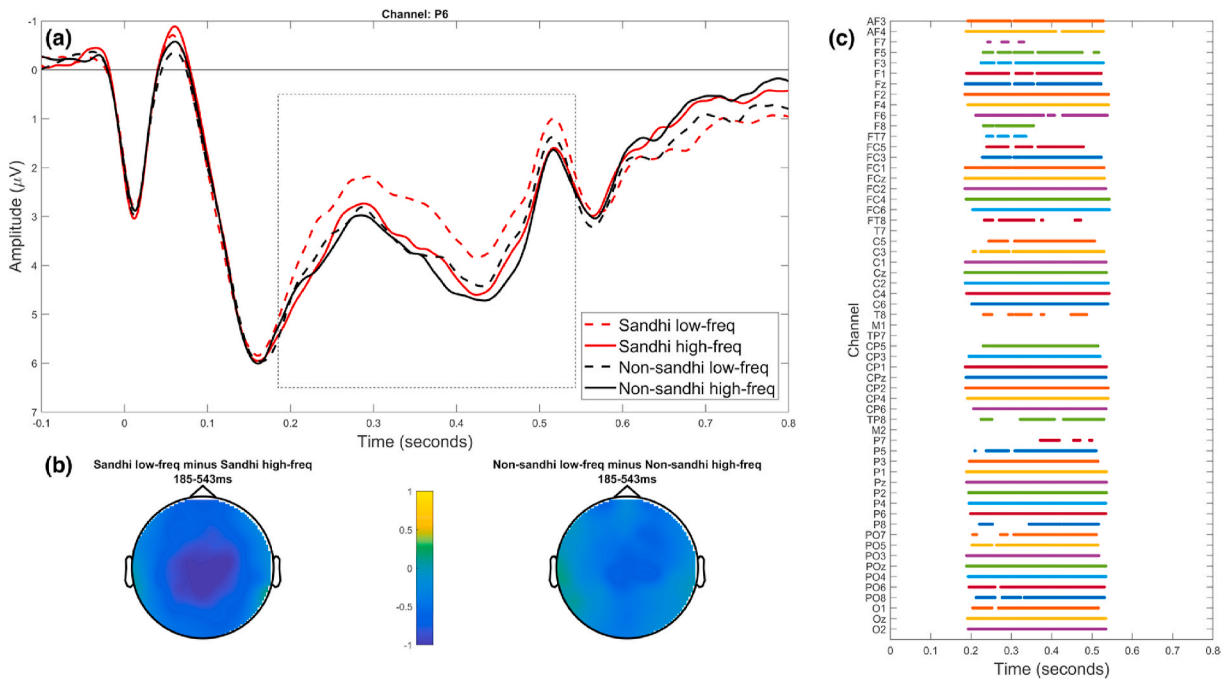 Channel: P6
(a)
-1
0
1
2
3
4
5
6
7
Amplitude (μV)
-0.1
0
0.1
0.2
0.3
0.4
0.5
0.6
0.7
0.8
Time (seconds)
Sandhi low-freq
Sandhi high-freq
Non-sandhi low-freq
Non-sandhi high-freq
(b)
Sandhi low-freq minus Sandhi high-freq
185-543ms
1
0.5
0
-0.5
-1
Non-sandhi low-freq minus Non-sandhi high-freq
185-543ms
(c)
Channel
AF3
AF4
F7
F5
F3
F1
Fz
F2
F4
F6
F8
FT7
FC5
FC3
FC1
FCz
FC2
FC4
FC6
FT8
T7
C5
C3
C1
Cz
C2
C4
C6
T8
M1
TP7
CP5
CP3
CP1
CPz
CP2
CP4
CP6
TP8
M2
P7
P5
P3
P1
Pz
P2
P4
P6
P8
PO7
PO5
PO3
POz
PO4
PO6
PO8
O1
Oz
O2
0
0.1
0.2
0.3
0.4
0.5
0.6
0.7
0.8
Time (seconds)